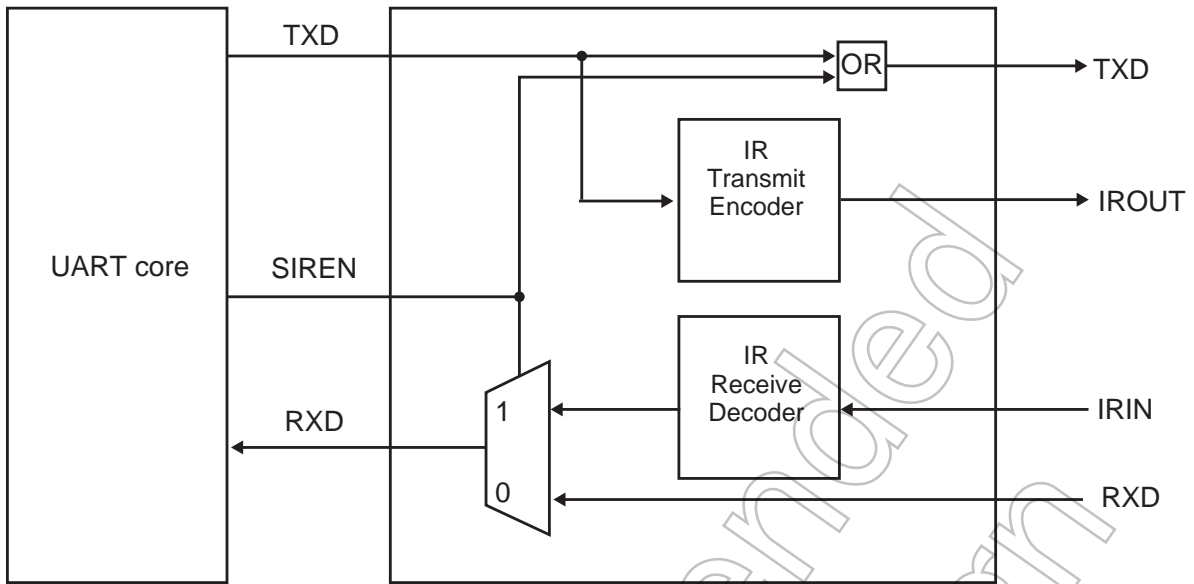 TXD
OR
TXD
IR
Transmit
Encoder
IROUT
UART core
SIREN
IR
Receive
Decoder
1
IRIN
RXD
0
RXD